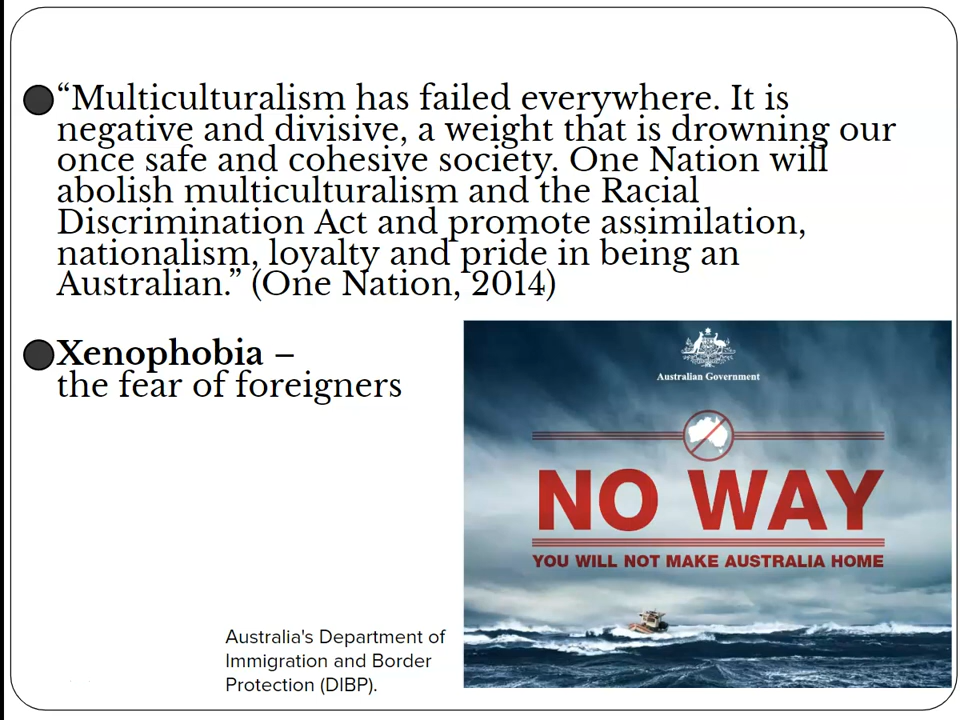 “Multiculturalism has failed everywhere. It is
negative and divisive, a weight that is drowning our
once safe and cohesive society. One Nation will
abolish multiculturalism and the Racial
Discrimination Act and promote assimilation,
nationalism, loyalty and pride in being an
Australian.” (One Nation, 2014)
Xenophobia –
the fear of foreigners
Australian Government
NO WAY
YOU WILL NOT MAKE AUSTRALIA HOME
Australia's Department of
Immigration and Border
Protection (DIBP).